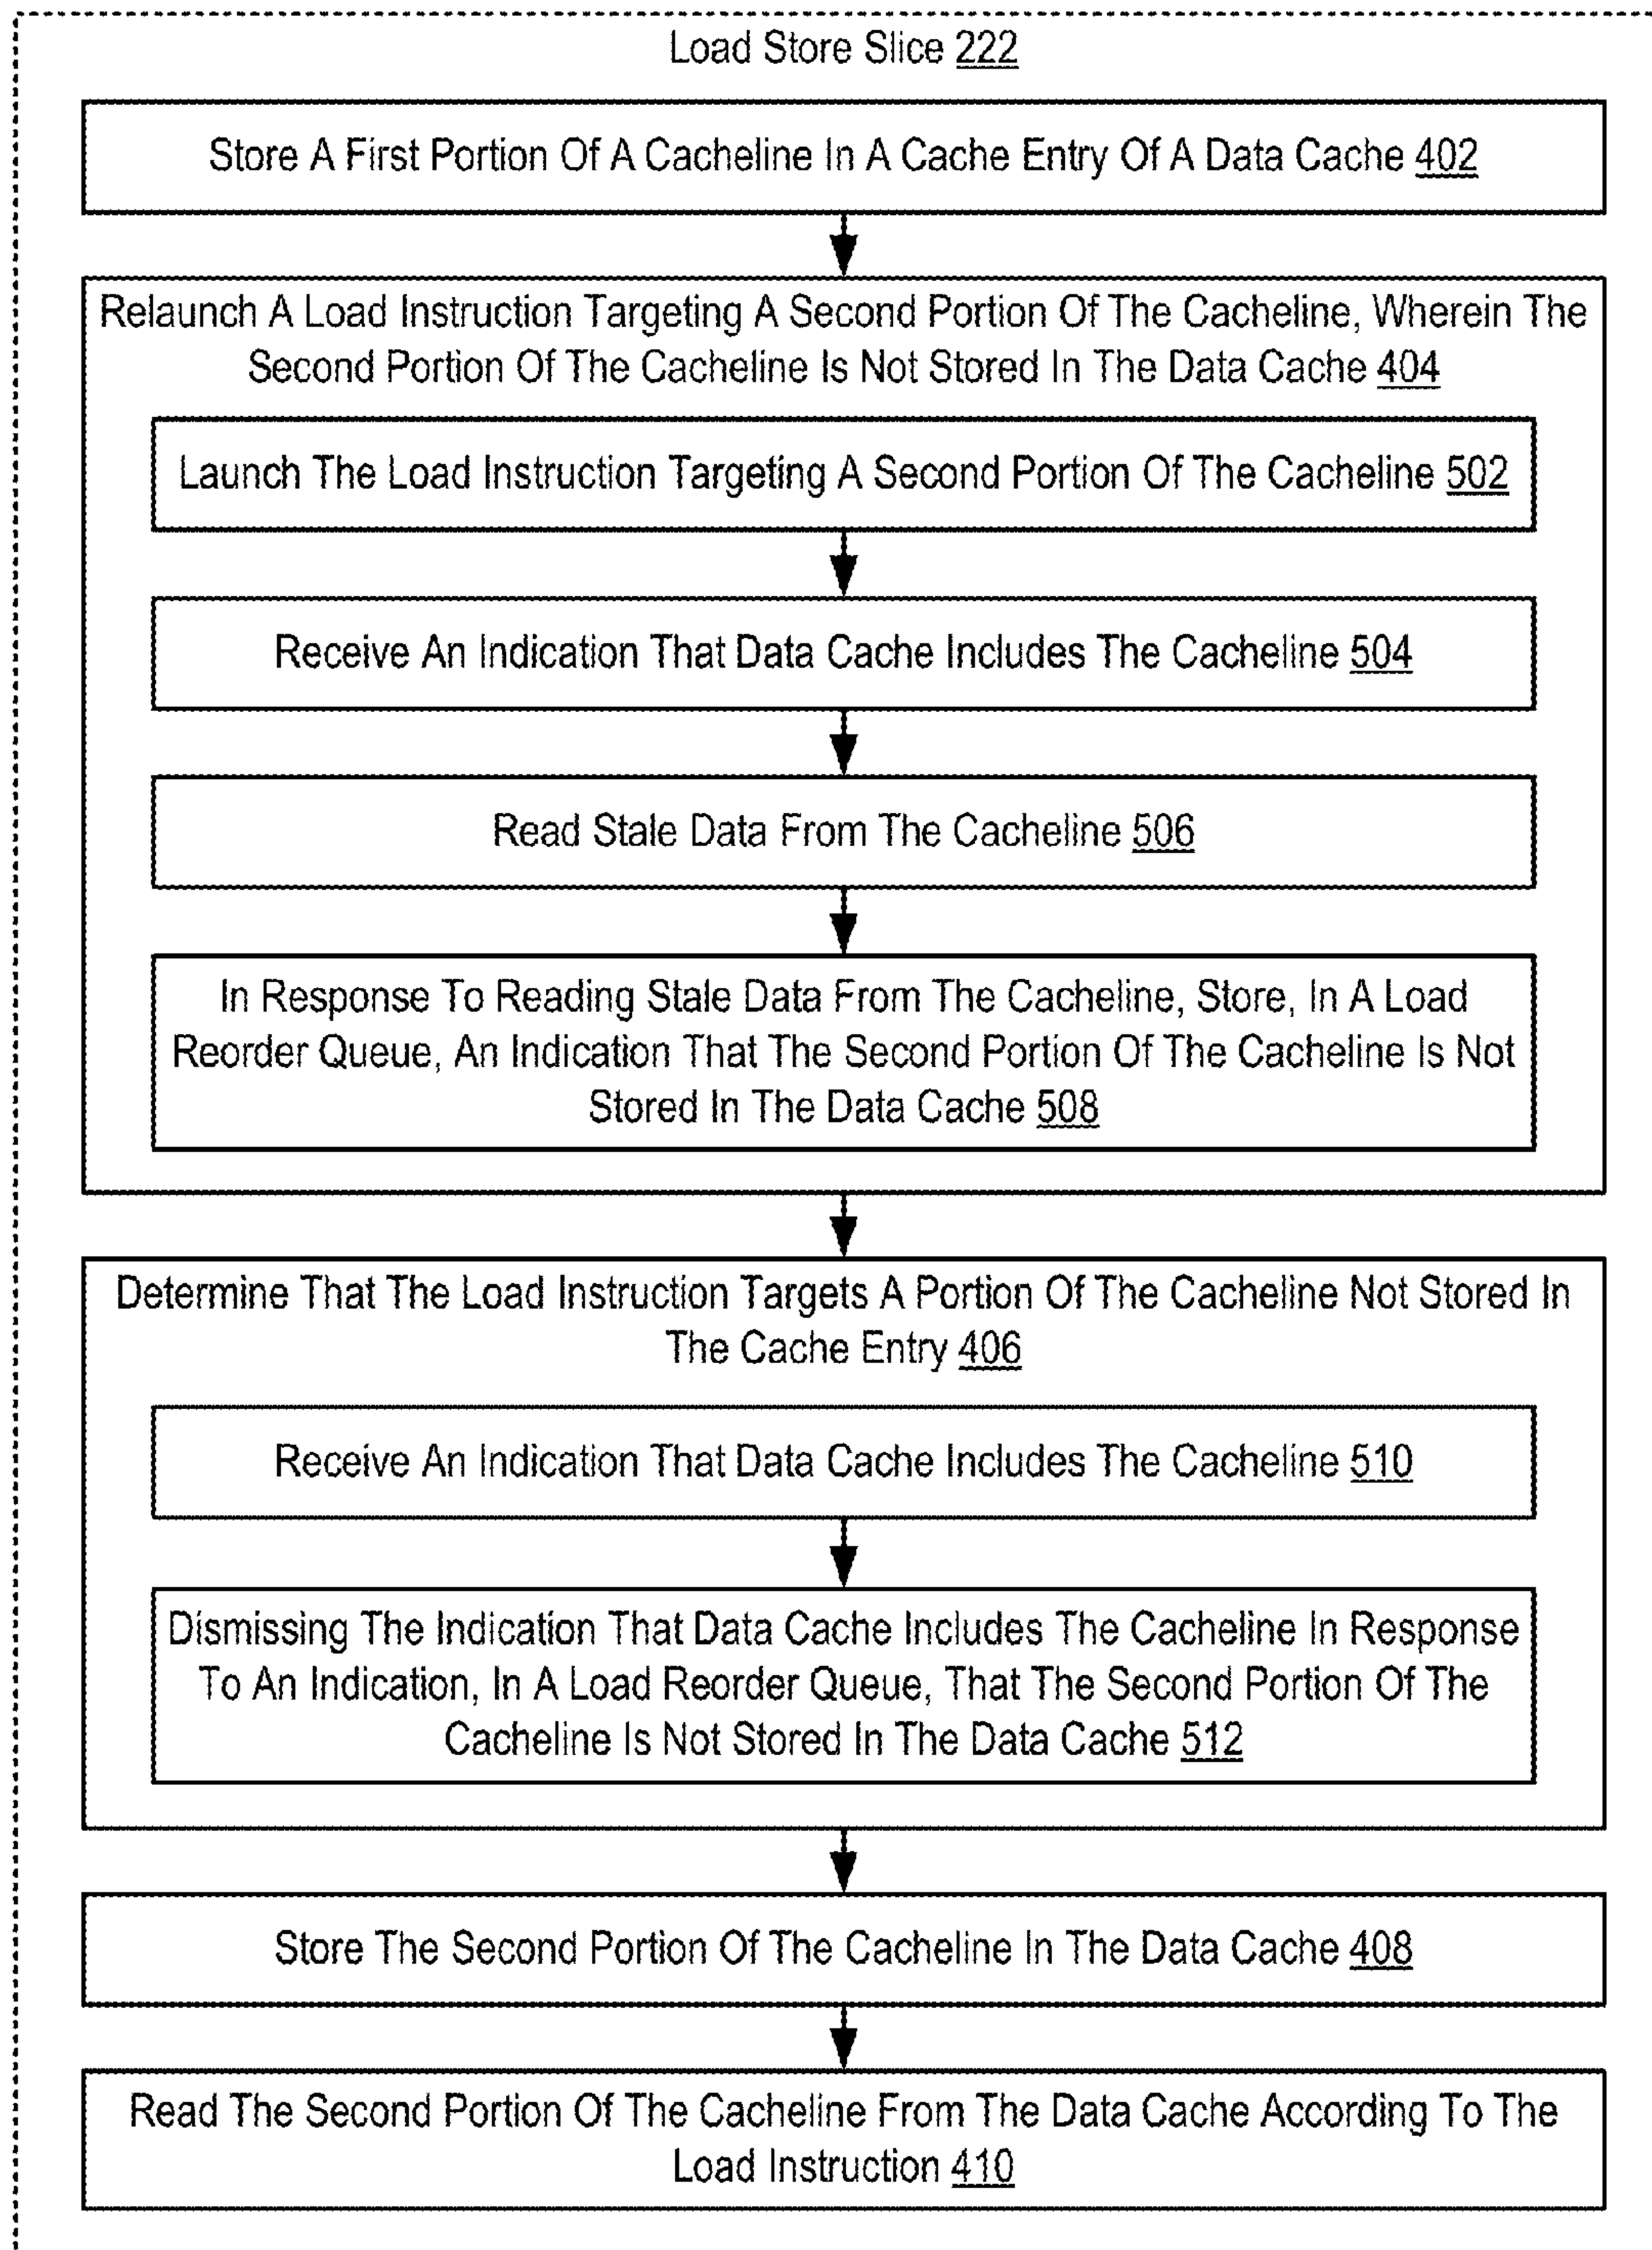 Load Store Slice 222
Store A First Portion Of A Cacheline In A Cache Entry Of A Data Cache 402
Relaunch A Load Instruction Targeting A Second Portion Of The Cacheline, Wherein The
Second Portion Of The Cacheline Is Not Stored In The Data Cache 404
Launch The Load Instruction Targeting A Second Portion Of The Cacheline 502
Receive An Indication That Data Cache Includes The Cacheline 504
Read Stale Data From The Cacheline 506
In Response To Reading Stale Data From The Cacheline, Store, In A Load
Reorder Queue, An Indication That The Second Portion Of The Cacheline Is Not
Stored In The Data Cache 508
Determine That The Load Instruction Targets A Portion Of The Cacheline Not Stored In
The Cache Entry 406
Receive An Indication That Data Cache Includes The Cacheline 510
Dismissing The Indication That Data Cache Includes The Cacheline In Response
To An Indication, In A Load Reorder Queue, That The Second Portion Of The
Cacheline Is Not Stored In The Data Cache 512
Store The Second Portion Of The Cacheline In The Data Cache 408
Read The Second Portion Of The Cacheline From The Data Cache According To The
Load Instruction 410